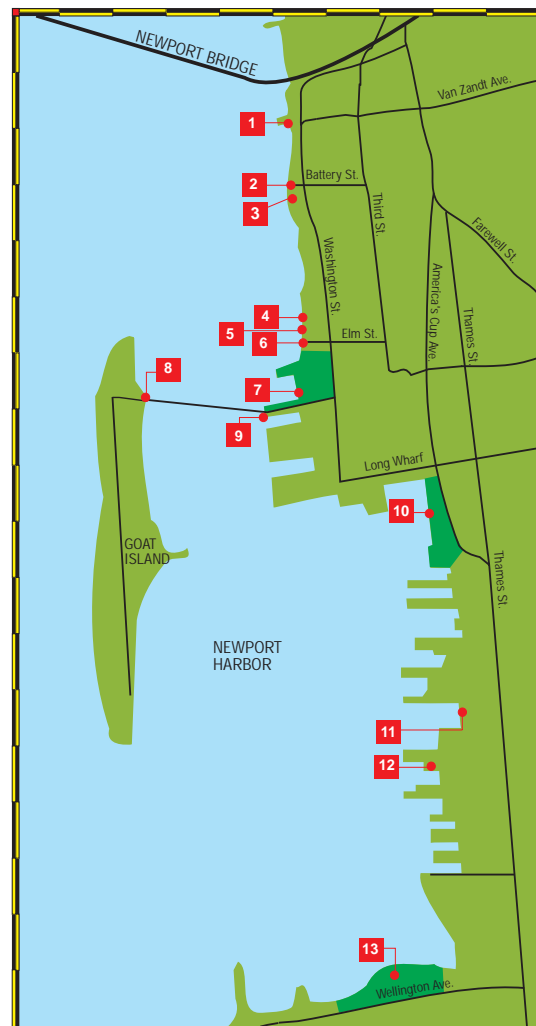 NEWPORT BRIDGE
Van Zandt Ave.
1
Battery St.
2
3
Third St.
Farewell St.
Washington St.
America's Cup Ave.
Thames St.
4
5
Elm St.
6
8
7
9
Long Wharf
10
GOAT
ISLAND
Thames St.
NEWPORT
HARBOR
11
12
13
Wellington Ave.